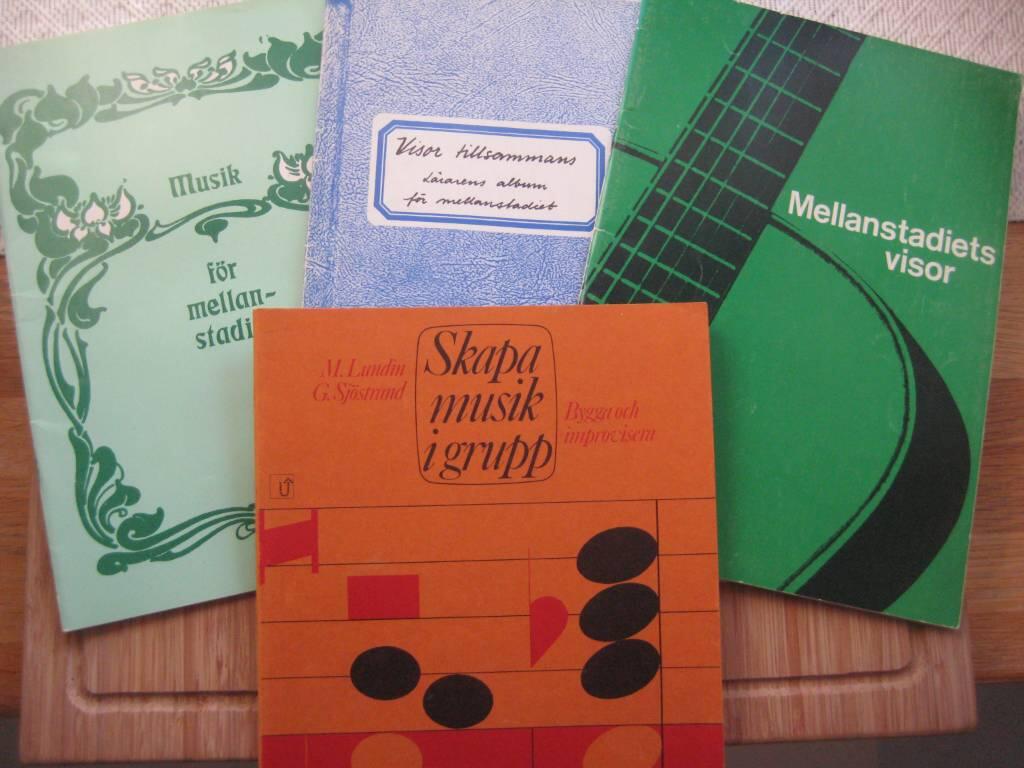 Musik
för
mellan-
stadi
Visor tillsammans
Lärarens album
för mellanstadiet
Mellanstadiets
visor
M. Lundin
G. Sjöstrand
Skapa
musik
i grupp
Bygga och
improvisera
U